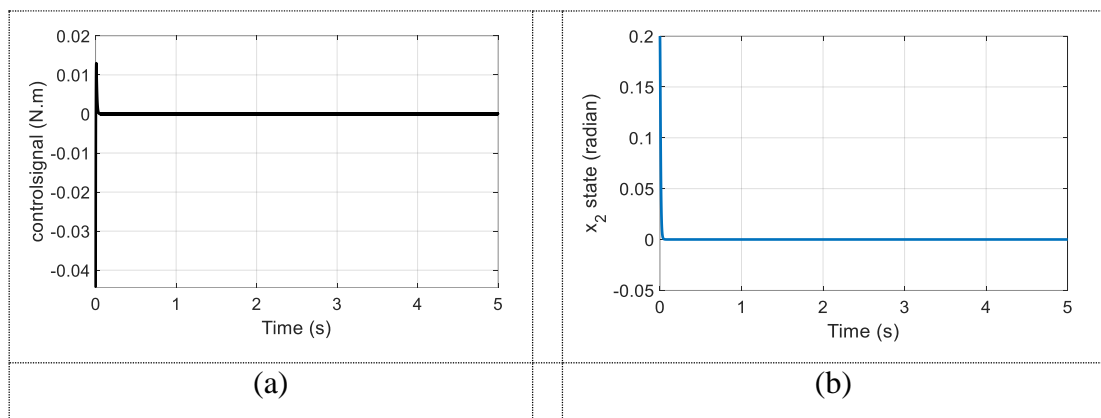 0.02
0.01
0
-0.01
-0.02
-0.03
-0.04
controlsignal (N.m)
0 1 2 3 4 5
Time (s)
(a)
0.2
0.15
0.1
0.05
0
-0.05
x2 state (radian)
0 1 2 3 4 5
Time (s)
(b)